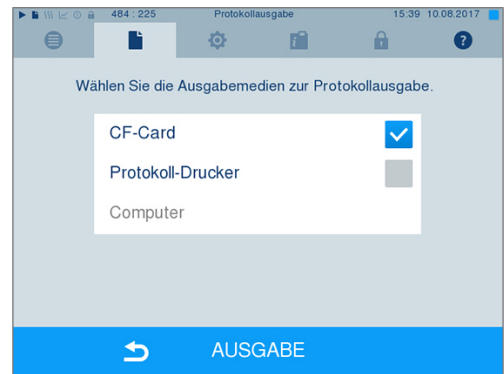 484 : 225 Protokollausgabe 15:39 10.08.2017
?
Wählen Sie die Ausgabemedien zur Protokollausgabe.
CF-Card
Protokoll-Drucker
Computer
AUSGABE